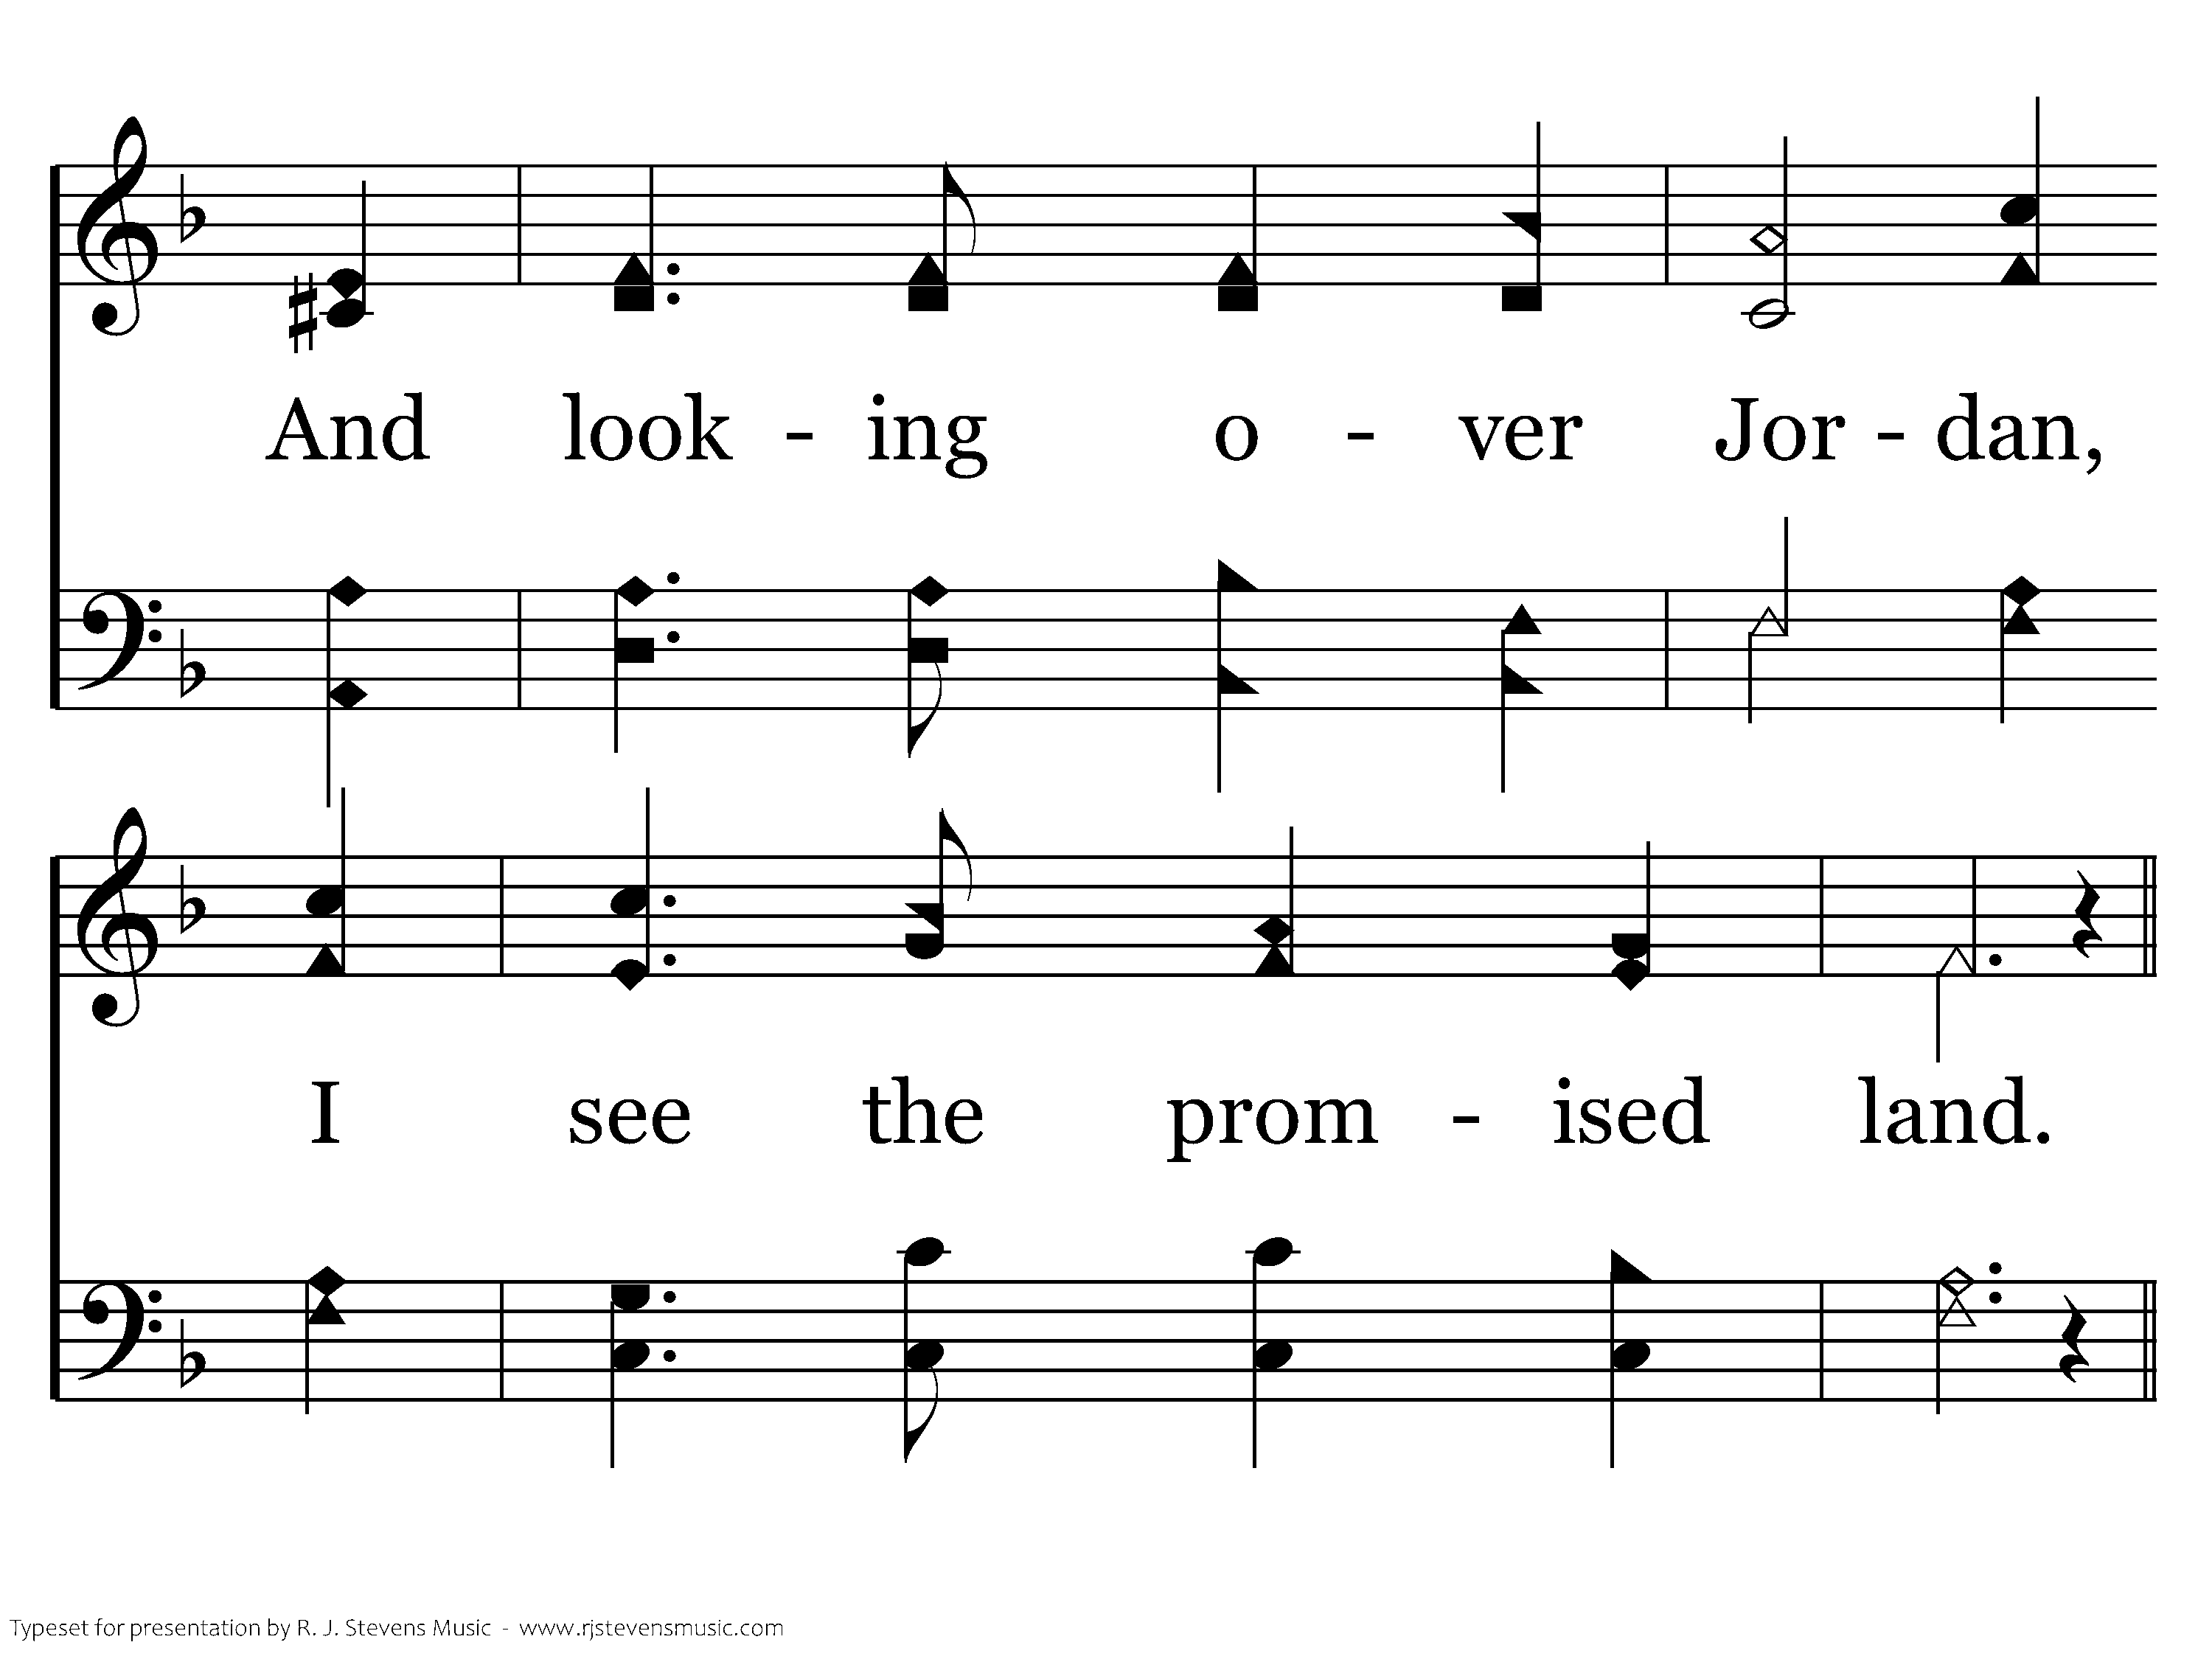 And look - ing o - ver Jor - dan,
I see the prom - ised land.
Typeset for presentation by R. J. Stevens Music - www.rjstevensmusic.com